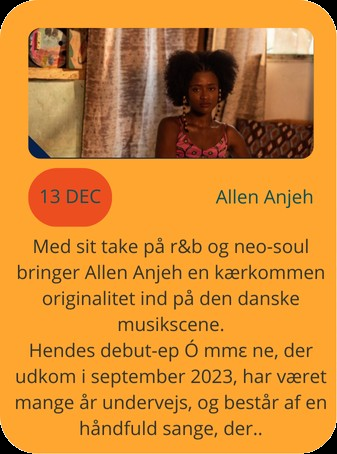 13 DEC
Allen Anjeh
Med sit take på r&b og neo-soul
bringer Allen Anjeh en kærkommen
originalitet ind på den danske
musikscene.
Hendes debut-ep Ó mmɛ ne, der
udkom i september 2023, har været
mange år undervejs, og består af en
håndfuld sange, der..